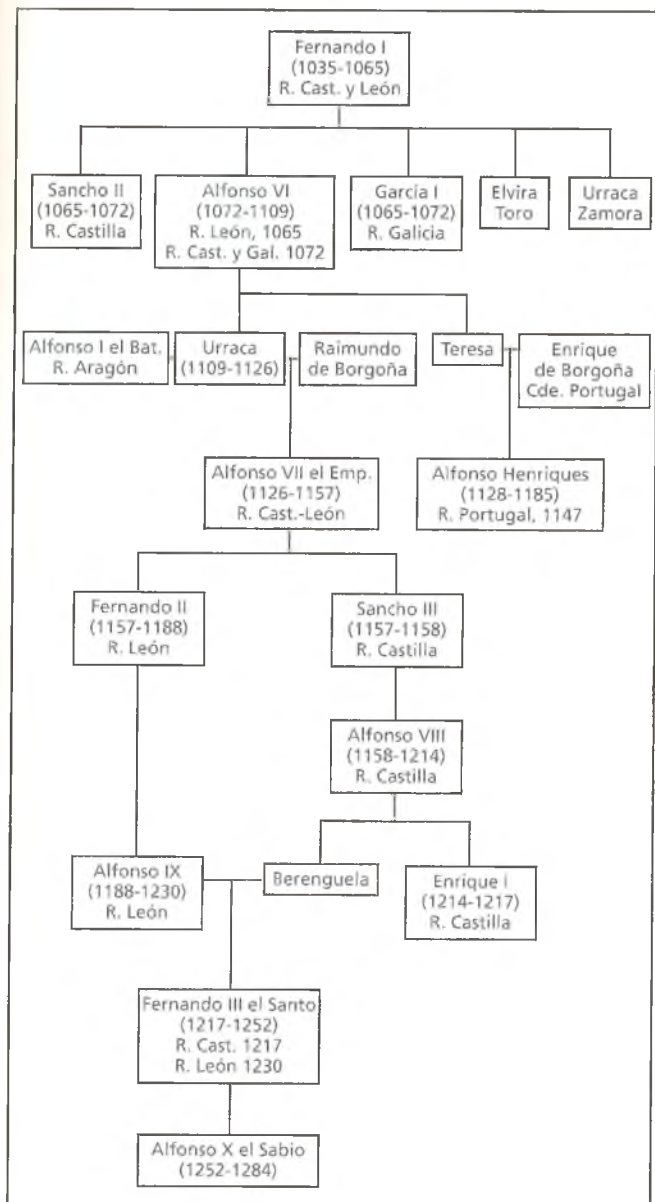 Fernando I
(1035-1065)
R. Cast. y León
Sancho II
(1065-1072)
R. Castilla
Alfonso VI
(1072-1109)
R. León, 1065
R. Cast. y Gal. 1072
García I
(1065-1072)
R. Galicia
Elvira
Toro
Urraca
Zamora
Alfonso I el Bat.
R. Aragón
Urraca
(1109-1126)
Raimundo
de Borgoña
Teresa
Enrique
de Borgoña
Cde. Portugal
Alfonso VII el Emp.
(1126-1157)
R. Cast.-León
Alfonso Henriques
(1128-1185)
R. Portugal, 1147
Fernando II
(1157-1188)
R. León
Sancho III
(1157-1158)
R. Castilla
Alfonso VIII
(1158-1214)
R. Castilla
Alfonso IX
(1188-1230)
R. León
Berenguela
Enrique I
(1214-1217)
R. Castilla
Fernando III el Santo
(1217-1252)
R. Cast. 1217
R. León 1230
Alfonso X el Sabio
(1252-1284)